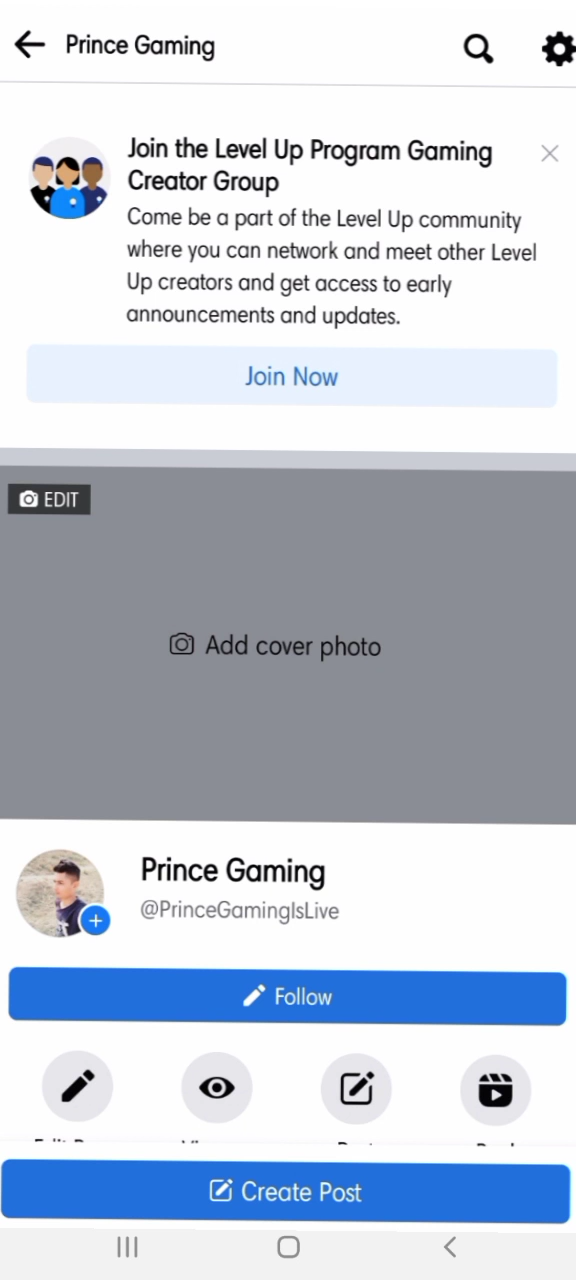 Prince Gaming
Join the Level Up Program Gaming
Creator Group
Come be a part of the Level Up community
where you can network and meet other Level
Up creators and get access to early
announcements and updates.
Join Now
EDIT
Add cover photo
Prince Gaming
@PrinceGamingIsLive
Follow
Create Post